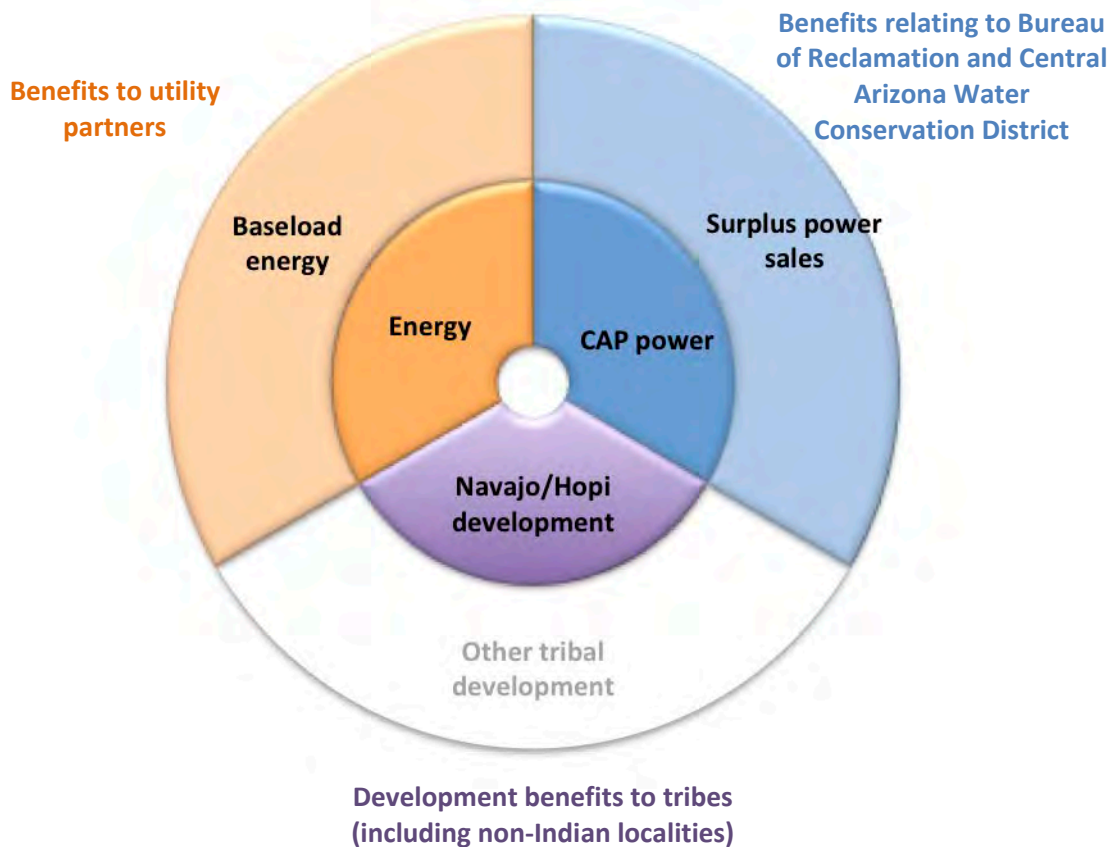 Benefits relating to Bureau
of Reclamation and Central
Arizona Water
Conservation District
Benefits to utility
partners
Baseload
energy
Surplus power
sales
Energy
CAP power
Navajo/Hopi
development
Other tribal
development
Development benefits to tribes
(including non-Indian localities)